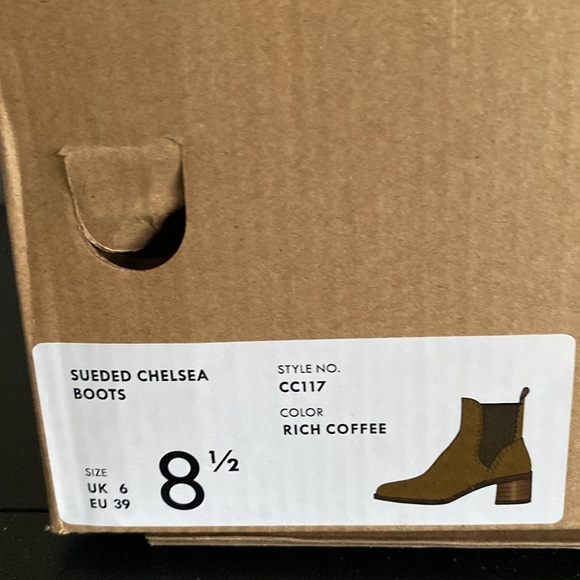 SUEDED CHELSEA
BOOTS
STYLE NO.
CC117
COLOR
RICH COFFEE
SIZE
UK 6
EU 39
8 ½